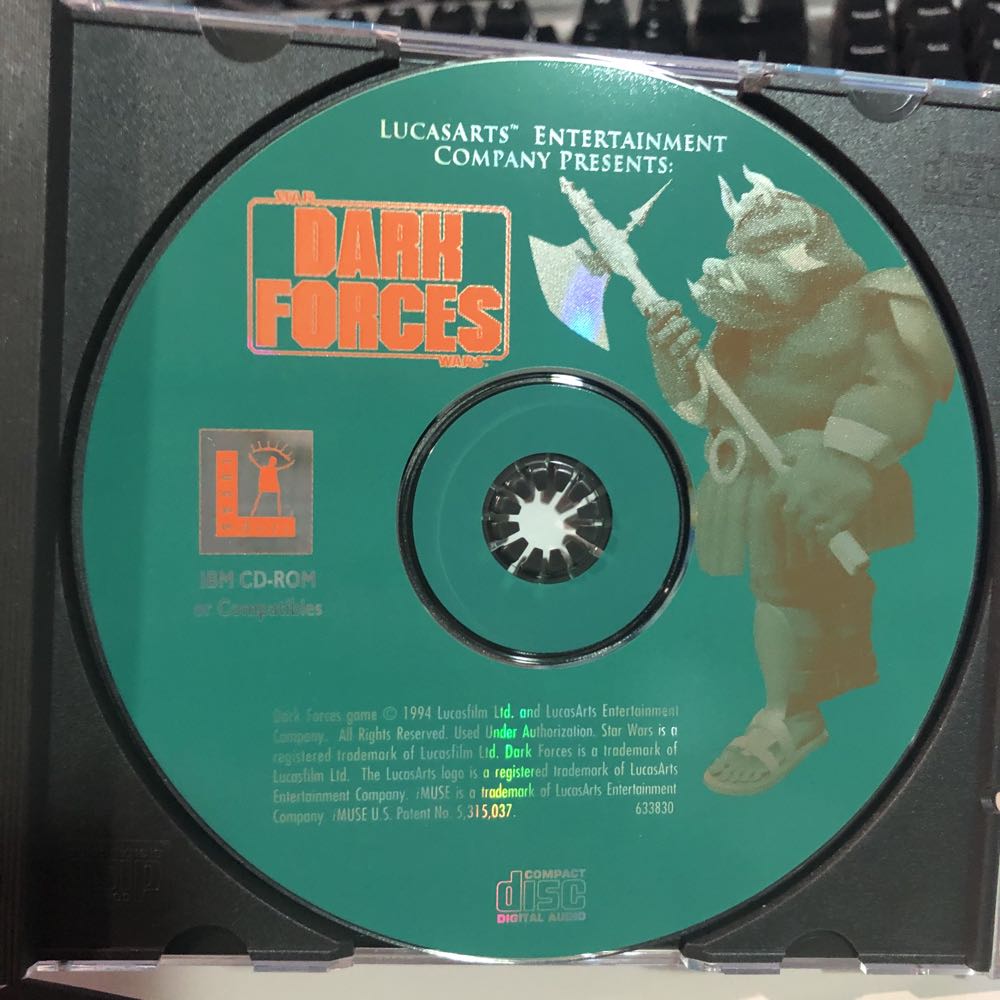 LUCASARTS™ ENTERTAINMENT
COMPANY PRESENTS:
STAR
DARK
FORCES
WARS
IBM CD-ROM
or Compatibles
Dark Forces game © 1994 Lucasfilm Ltd. and LucasArts Entertainment
Company. All Rights Reserved. Used Under Authorization. Star Wars is a
registered trademark of Lucasfilm Ltd. Dark Forces is a trademark of
Lucasfilm Ltd. The LucasArts logo is a registered trademark of LucasArts
Entertainment Company. iMUSE is a trademark of LucasArts Entertainment
Company iMUSE U.S. Patent No. 5,315,037. 633830
COMPACT
disc
DIGITAL AUDIO